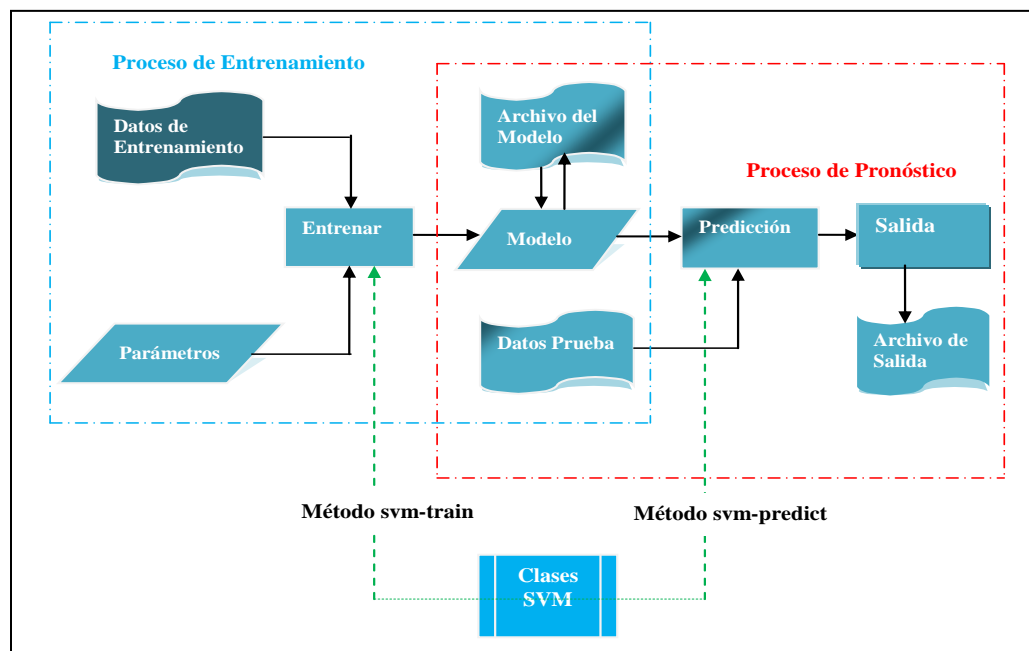 Proceso de Entrenamiento
Datos de
Entrenamiento
Archivo del
Modelo
Proceso de Pronóstico
Entrenar
Modelo
Predicción
Salida
Parámetros
Datos Prueba
Archivo de
Salida
Método svm-train
Método svm-predict
Clases
SVM